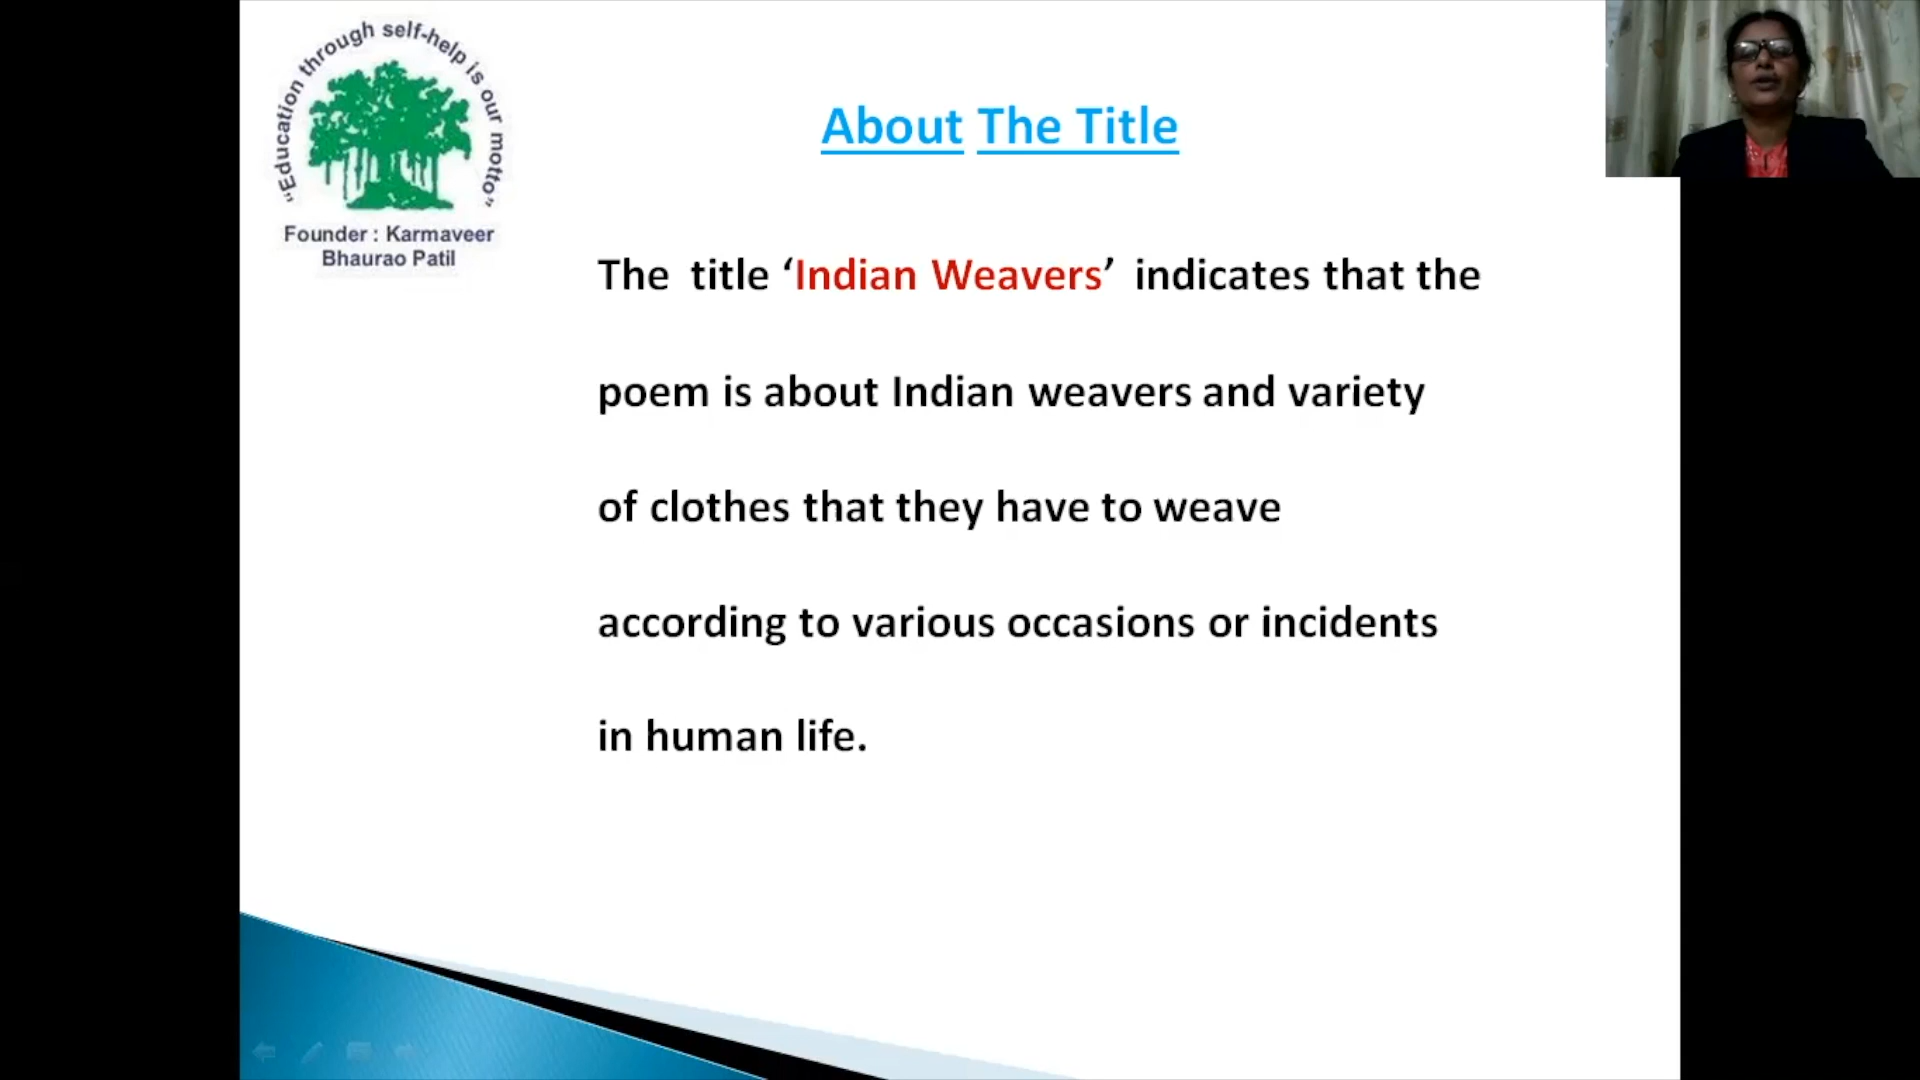 "Education through self-help is our motto"
Founder : Karmaveer
Bhaurao Patil
About The Title
The title ‘Indian Weavers’ indicates that the
poem is about Indian weavers and variety
of clothes that they have to weave
according to various occasions or incidents
in human life.